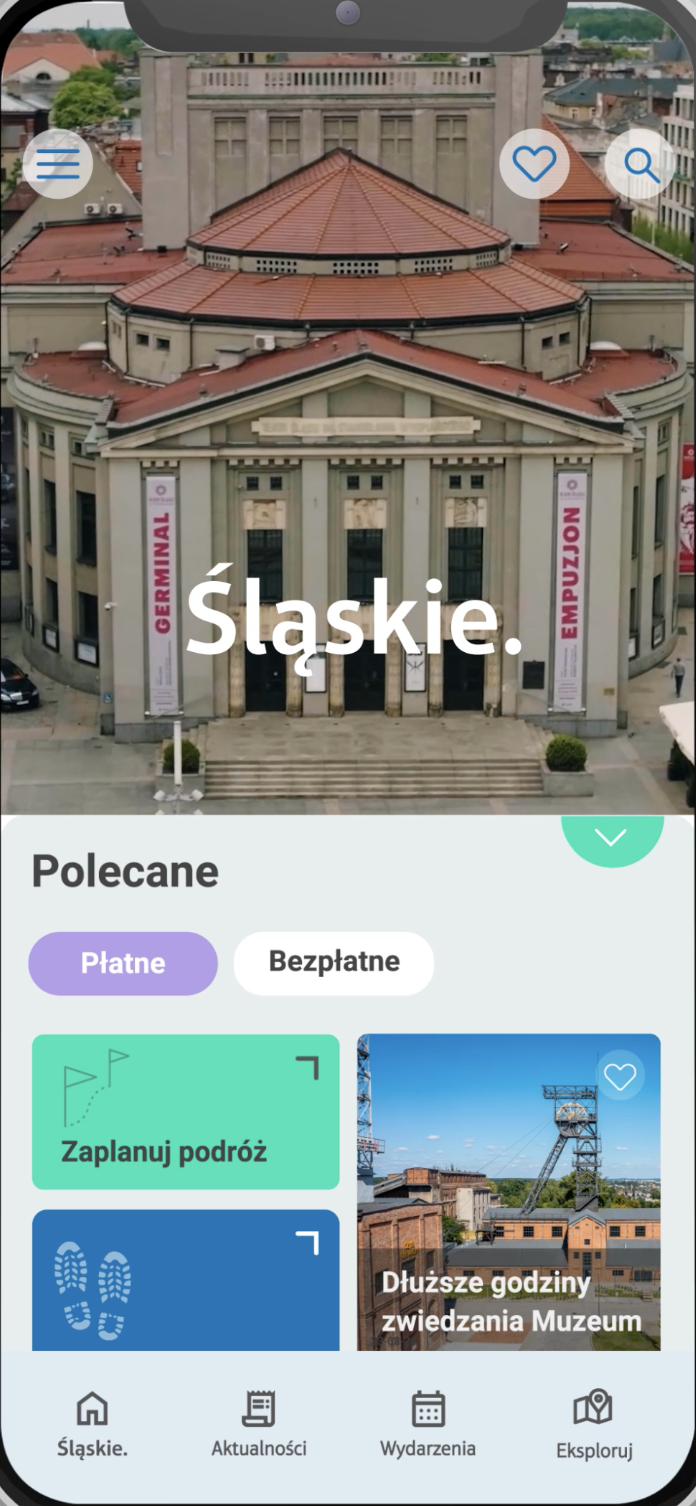 GERMINAL
EMPUZJON
Śląskie.
Polecane
Płatne
Bezpłatne
Zaplanuj podróż
Dłuższe godziny
zwiedzania Muzeum
Śląskie.
Aktualności
Wydarzenia
Eksploruj